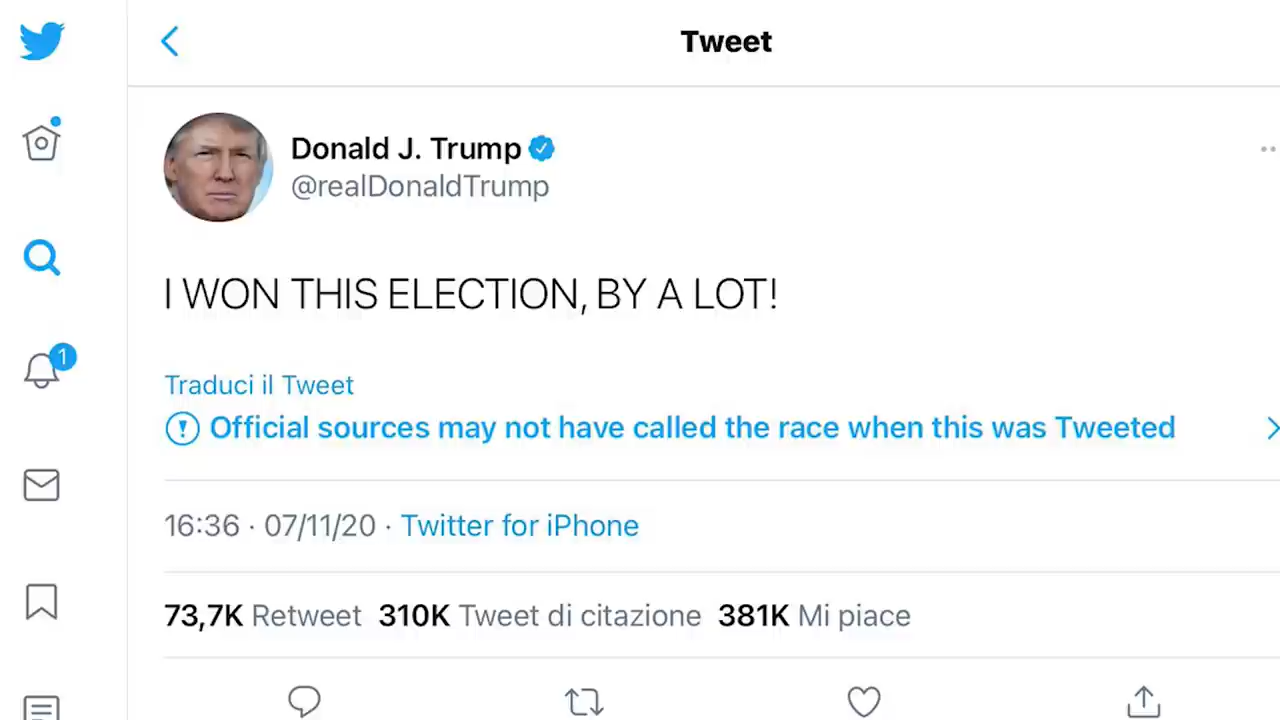 Tweet
Donald J. Trump
@realDonaldTrump
I WON THIS ELECTION, BY A LOT!
1
Traduci il Tweet
Official sources may not have called the race when this was Tweeted
16:36 · 07/11/20 · Twitter for iPhone
73,7K Retweet 310K Tweet di citazione 381K Mi piace